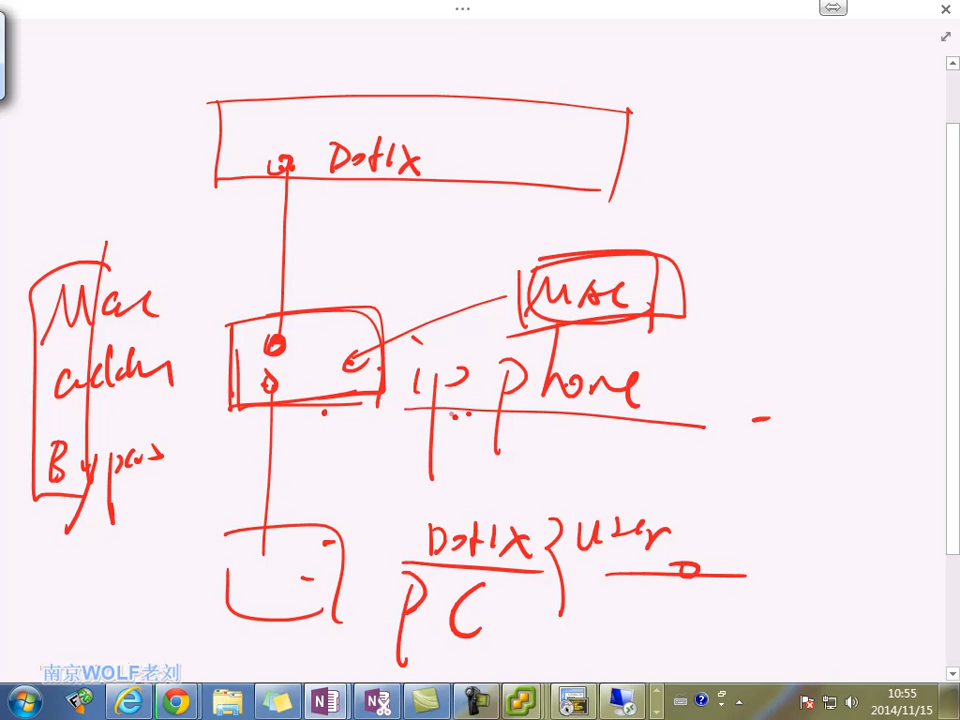 Dot1X
Mac
addr
Bypass
MAC
ip phone
Dot1X
PC
User
南京WOLF老刘
10:55
2014/11/15